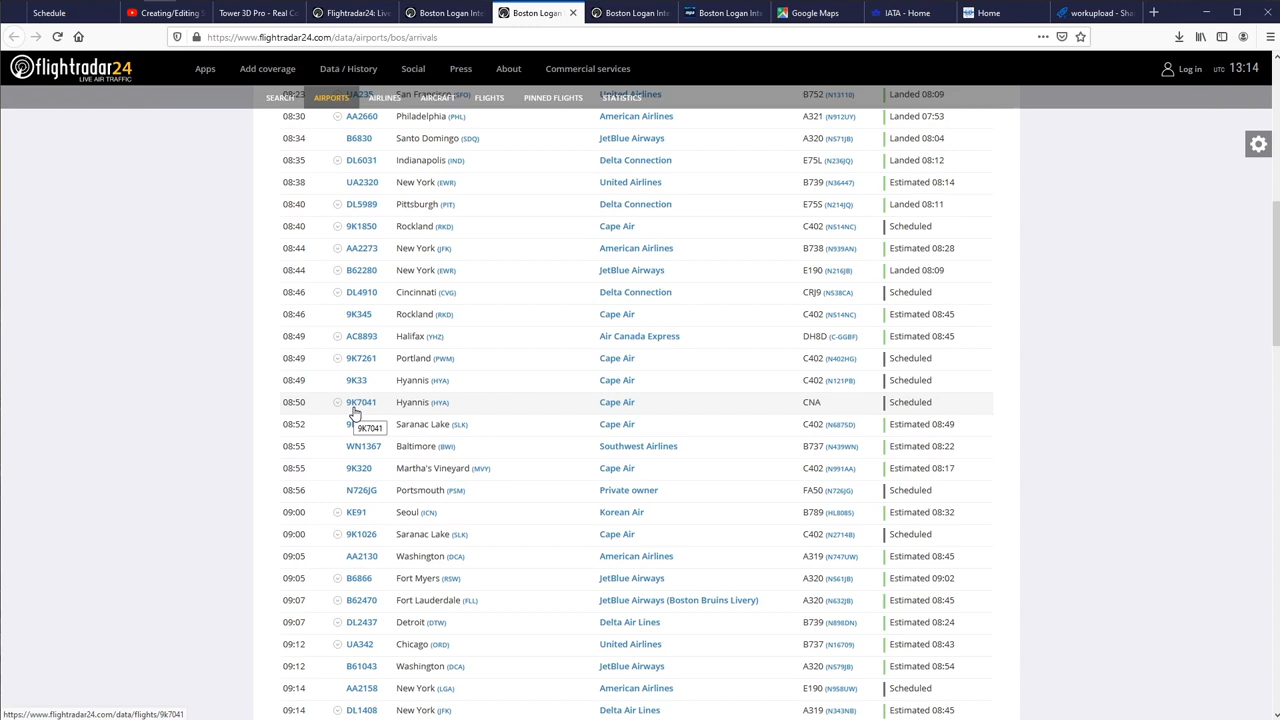 Schedule
Creating/Editing S
Tower 3D Pro - Real Co
Flightradar24: Live
Boston Logan Inte
Boston Logan
Boston Logan Inte
Boston Logan Inte
Google Maps
IATA - Home
Home
workupload - Sha
https://www.flightradar24.com/data/airports/bos/arrivals
flightradar24
LIVE AIR TRAFFIC
Apps Add coverage Data / History Social Press About Commercial services
Log in UTC 13:14
SEARCH AIRPORTS AIRLINES AIRCRAFT FLIGHTS PINNED FLIGHTS STATISTICS
08:23 UA235 San Francisco (SFO) United Airlines B752 (N13110) Landed 08:09
08:30 AA2660 Philadelphia (PHL) American Airlines A321 (N912UY) Landed 07:53
08:34 B6830 Santo Domingo (SDQ) JetBlue Airways A320 (N571JB) Landed 08:04
08:35 DL6031 Indianapolis (IND) Delta Connection E75L (N236JQ) Landed 08:12
08:38 UA2320 New York (EWR) United Airlines B739 (N36447) Estimated 08:14
08:40 DL5989 Pittsburgh (PIT) Delta Connection E75S (N214JQ) Landed 08:11
08:40 9K1850 Rockland (RKD) Cape Air C402 (N514NC) Scheduled
08:44 AA2273 New York (JFK) American Airlines B738 (N939AN) Estimated 08:28
08:44 B62280 New York (EWR) JetBlue Airways E190 (N216JB) Landed 08:09
08:46 DL4910 Cincinnati (CVG) Delta Connection CRJ9 (N538CA) Scheduled
08:46 9K345 Rockland (RKD) Cape Air C402 (N514NC) Estimated 08:45
08:49 AC8893 Halifax (YHZ) Air Canada Express DH8D (C-GGBF) Estimated 08:45
08:49 9K7261 Portland (PWM) Cape Air C402 (N402HG) Scheduled
08:49 9K33 Hyannis (HYA) Cape Air C402 (N121PB) Scheduled
08:50 9K7041 Hyannis (HYA) Cape Air CNA Scheduled
9K7041
08:52 Saranac Lake (SLK) Cape Air C402 (N6875D) Estimated 08:49
08:55 WN1367 Baltimore (BWI) Southwest Airlines B737 (N439WN) Estimated 08:22
08:55 9K320 Martha's Vineyard (MVY) Cape Air C402 (N991AA) Estimated 08:17
08:56 N726JG Portsmouth (PSM) Private owner FA50 (N726JG) Scheduled
09:00 KE91 Seoul (ICN) Korean Air B789 (HL8085) Estimated 08:32
09:00 9K1026 Saranac Lake (SLK) Cape Air C402 (N2714B) Scheduled
09:05 AA2130 Washington (DCA) American Airlines A319 (N747UW) Estimated 08:45
09:05 B6866 Fort Myers (RSW) JetBlue Airways A320 (N561JB) Estimated 09:02
09:07 B62470 Fort Lauderdale (FLL) JetBlue Airways (Boston Bruins Livery) A320 (N632JB) Estimated 08:45
09:07 DL2437 Detroit (DTW) Delta Air Lines B739 (N898DN) Estimated 08:24
09:12 UA342 Chicago (ORD) United Airlines B737 (N16709) Estimated 08:43
09:12 B61043 Washington (DCA) JetBlue Airways A320 (N579JB) Estimated 08:54
09:14 AA2158 New York (LGA) American Airlines E190 (N958UW) Scheduled
09:14 DL1408 New York (JFK) Delta Air Lines A319 (N343NB) Estimated 08:45
https://www.flightradar24.com/data/flights/9k7041